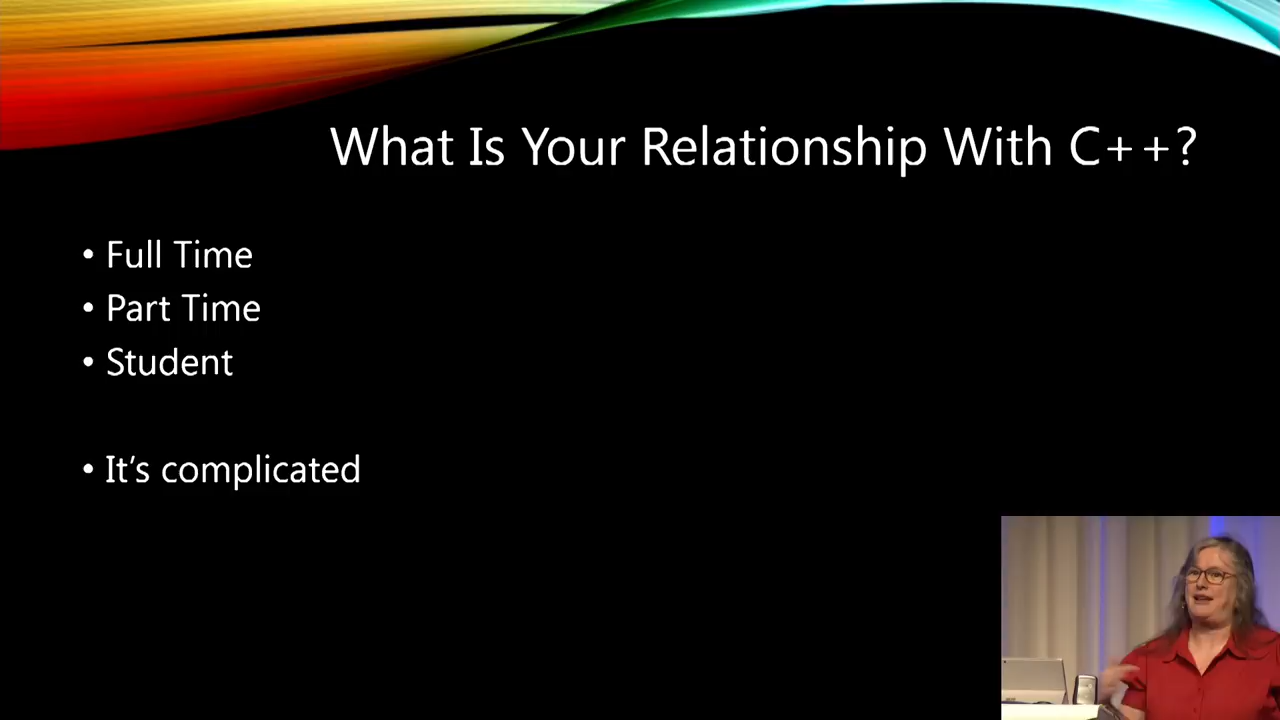 What Is Your Relationship With C++?
• Full Time
• Part Time
• Student
• It’s complicated